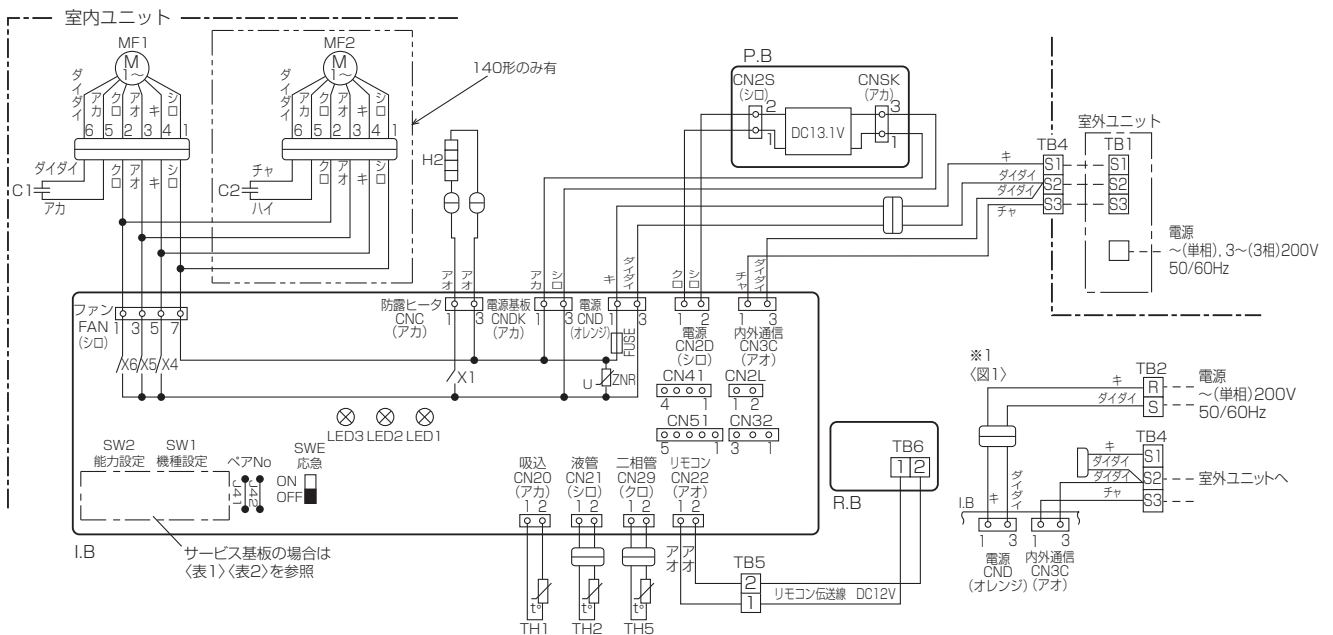 室内ユニット
MF1
MF2
M
1～
M
1～
140形のみ有
ダイダイ
アカ
クロ
アオ
キ
シロ
6 5 2 3 4 1
ダイダイ
アカ
クロ
アオ
キ
シロ
6 5 2 3 4 1
ダイダイ
C1
アカ
クロ
アオ
キ
シロ
チャ
C2
ハイ
クロ
アオ
キ
シロ
H2
P.B
CN2S
(シロ)
CNSK
(アカ)
2
1
DC13.1V
3
1
室外ユニット
TB4
TB1
キ
ダイダイ
ダイダイ
チャ
S1
S2
S3
S1
S2
S3
電源
～(単相), 3～(3相)200V
50/60Hz
アオ
アオ
アカ
シロ
キ
ダイダイ
クロ
シロ
チャ
ダイダイ
ファン
FAN
(シロ)
1 3 5 7
防露ヒータ
CNC
(アカ)
1 3
電源基板
CNDK
(アカ)
1 3
電源
CND
(オレンジ)
1 3
1 2
電源
CN2D
(シロ)
1 3
内外通信
CN3C
(アオ)
FUSE
X6 X5 X4
X1
U
ZNR
CN41
4 1
CN2L
1 2
CN51
5 1
CN32
3 1
LED3 LED2 LED1
SW2
能力設定
SW1
機種設定
ペアNo
J41
J42
SWE
応急
ON
OFF
吸込
CN20
(アカ)
1 2
液管
CN21
(シロ)
1 2
二相管
CN29
(クロ)
1 2
リモコン
CN22
(アオ)
1 2
TB6
1 2
R.B
I.B
サービス基板の場合は
〈表1〉〈表2〉を参照
アオ
アオ
TB5
2
1
リモコン伝送線 DC12V
t°
t°
t°
TH1
TH2
TH5
※1
〈図1〉
キ
ダイダイ
TB2
R
S
電源
～(単相)200V
50/60Hz
TB4
キ
ダイダイ
ダイダイ
チャ
S1
S2
S3
室外ユニットへ
キ
ダイダイ
I.B
1 3
1 3
電源
CND
(オレンジ)
内外通信
CN3C
(アオ)